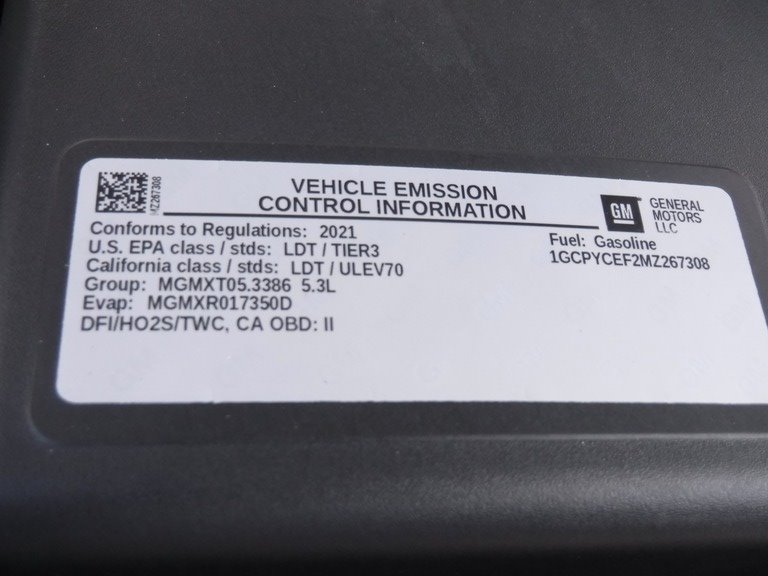 MZ267308
VEHICLE EMISSION
CONTROL INFORMATION
GM
GENERAL
MOTORS
LLC
Conforms to Regulations: 2021
U.S. EPA class / stds: LDT / TIER3
California class / stds: LDT / ULEV70
Group: MGMXT05.3386 5.3L
Evap: MGMXR017350D
DFI/HO2S/TWC, CA OBD: II
Fuel: Gasoline
1GCPYCEF2MZ267308